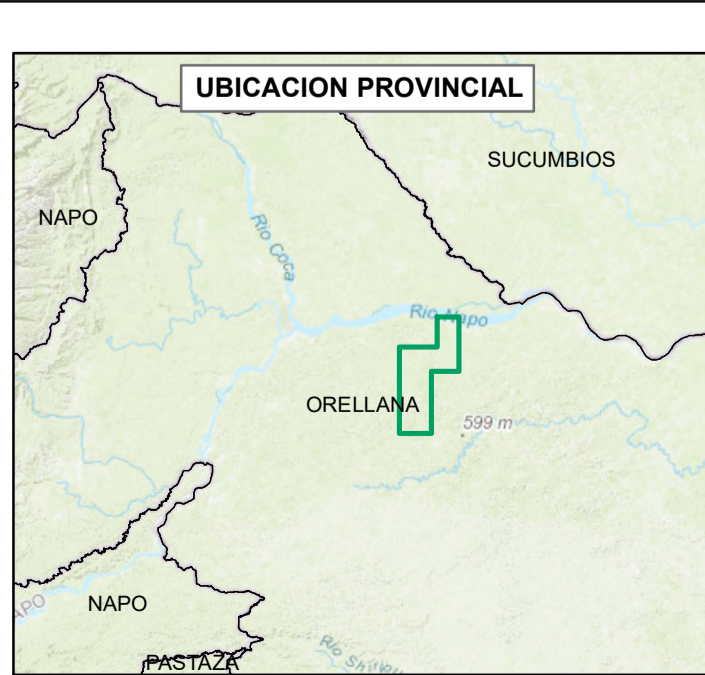 UBICACION PROVINCIAL
SUCUMBIOS
NAPO
Rio Coca
Rio Napo
ORELLANA
599 m
NAPO
PASTAZA